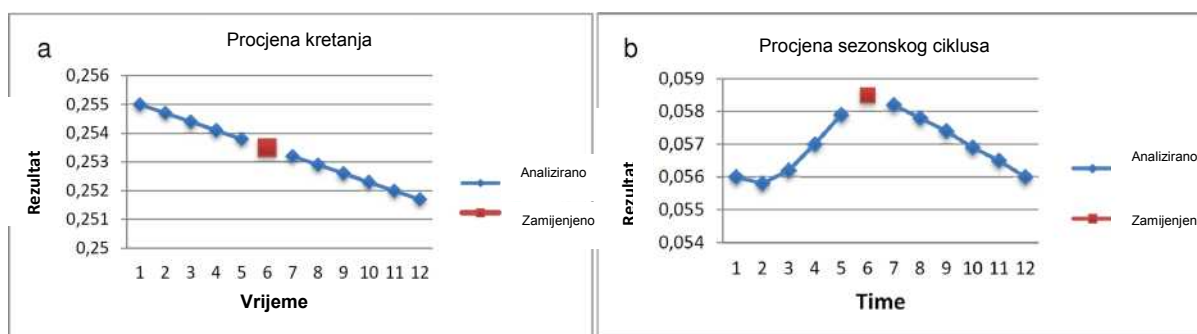 a
Procjena kretanja
0,256
0,255
0,254
0,253
0,252
0,251
0,25
Rezultat
1 2 3 4 5 6 7 8 9 10 11 12
Vrijeme
Analizirano
Zamijenjeno
b
Procjena sezonskog ciklusa
0,059
0,058
0,057
0,056
0,055
0,054
Rezultat
1 2 3 4 5 6 7 8 9 10 11 12
Time
Analizirano
Zamijenjeno